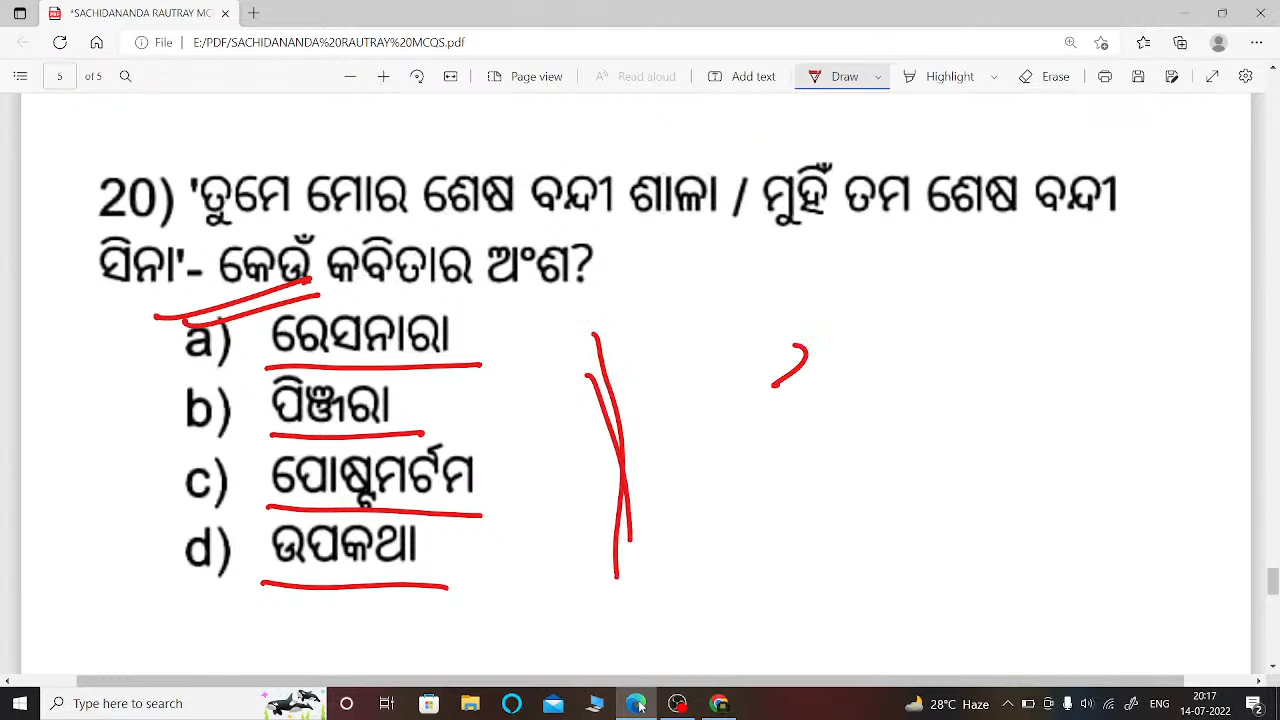 *SACHIDANANDA RAUTRAY MC
File E:/PDF/SACHIDANANDA%20RAUTRAY%20MCQS.pdf
5 of 5 Page view Read aloud Add text Draw Highlight Erase
20) 'ତୁମେ ମୋର ଶେଷ ବନ୍ଦୀ ଶାଳା / ମୁହିଁ ତମ ଶେଷ ବନ୍ଦୀ
ସିନା'- କେଉଁ କବିତାର ଅଂଶ?
a) ରେସନାରା
b) ପିଞ୍ଜରା
c) ପୋଷ୍ଟମର୍ଟମ
d) ଉପକଥା
Type here to search 28°C Haze ENG 20:17
14-07-2022